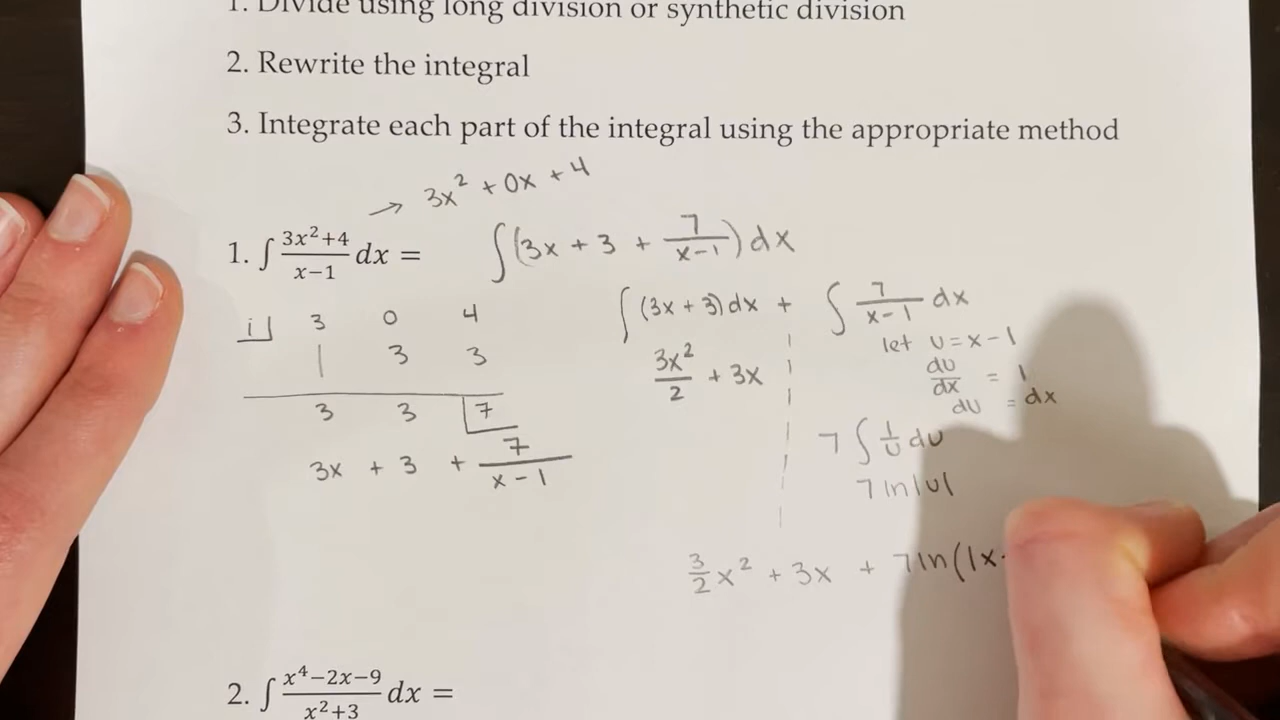 1. Divide using long division or synthetic division
2. Rewrite the integral
3. Integrate each part of the integral using the appropriate method
→ 3x² + 0x + 4
1. ∫ (3x²+4)/(x−1) dx = ∫(3x + 3 + 7/(x−1)) dx
1⌋ 3 0 4
3 3
3 3 7
3x + 3 + 7/(x − 1)
∫(3x + 3)dx + ∫ 7/(x−1) dx
let u = x − 1
3x²/2 + 3x
du/dx = 1
du = dx
7 ∫ 1/u du
7 ln|u|
3/2 x² + 3x + 7 ln(|x-
2. ∫ (x⁴−2x−9)/(x²+3) dx =